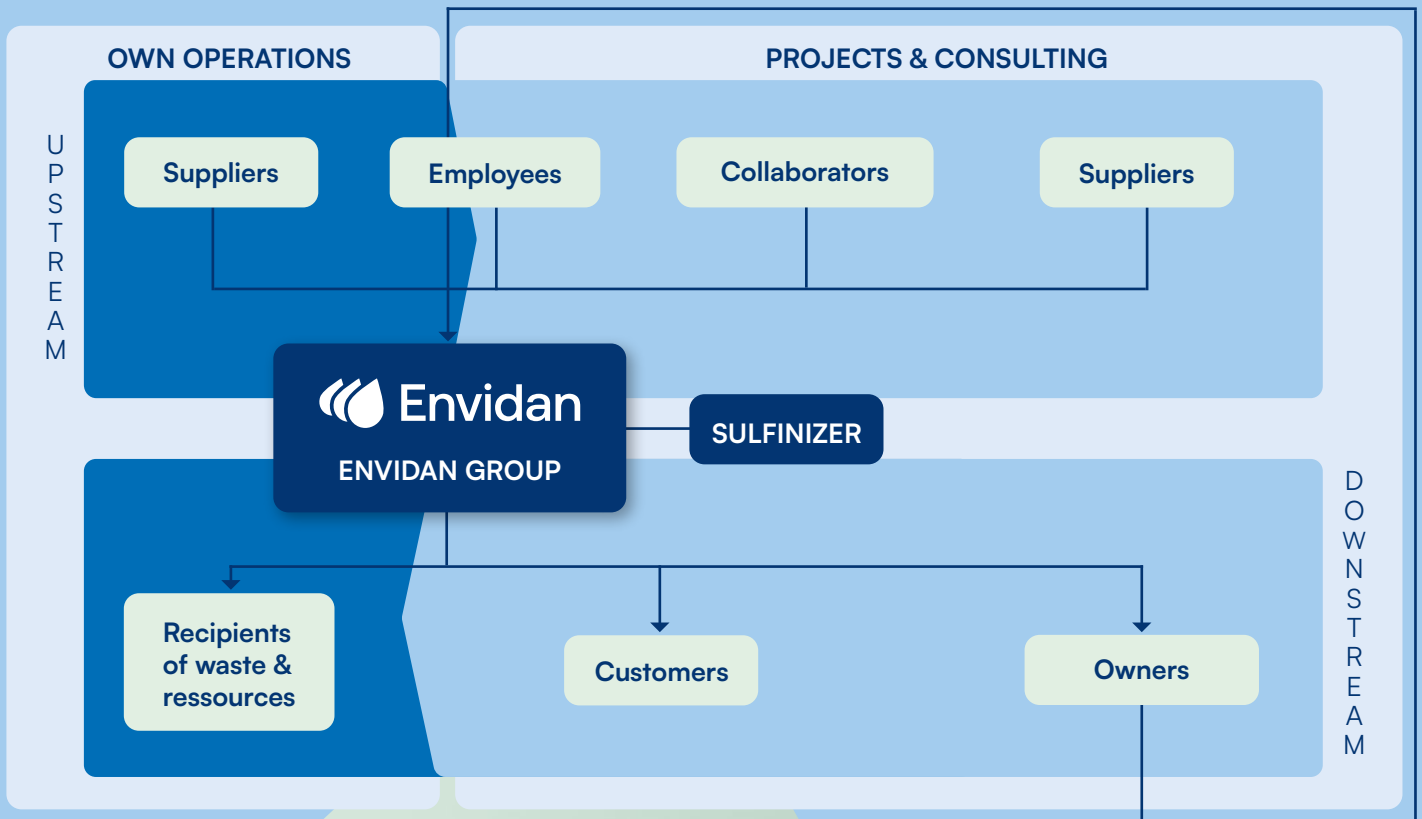 OWN OPERATIONS
PROJECTS & CONSULTING
UPSTREAM
Suppliers
Employees
Collaborators
Suppliers
Envidan
ENVIDAN GROUP
SULFINIZER
DOWNSTREAM
Recipients
of waste &
ressources
Customers
Owners